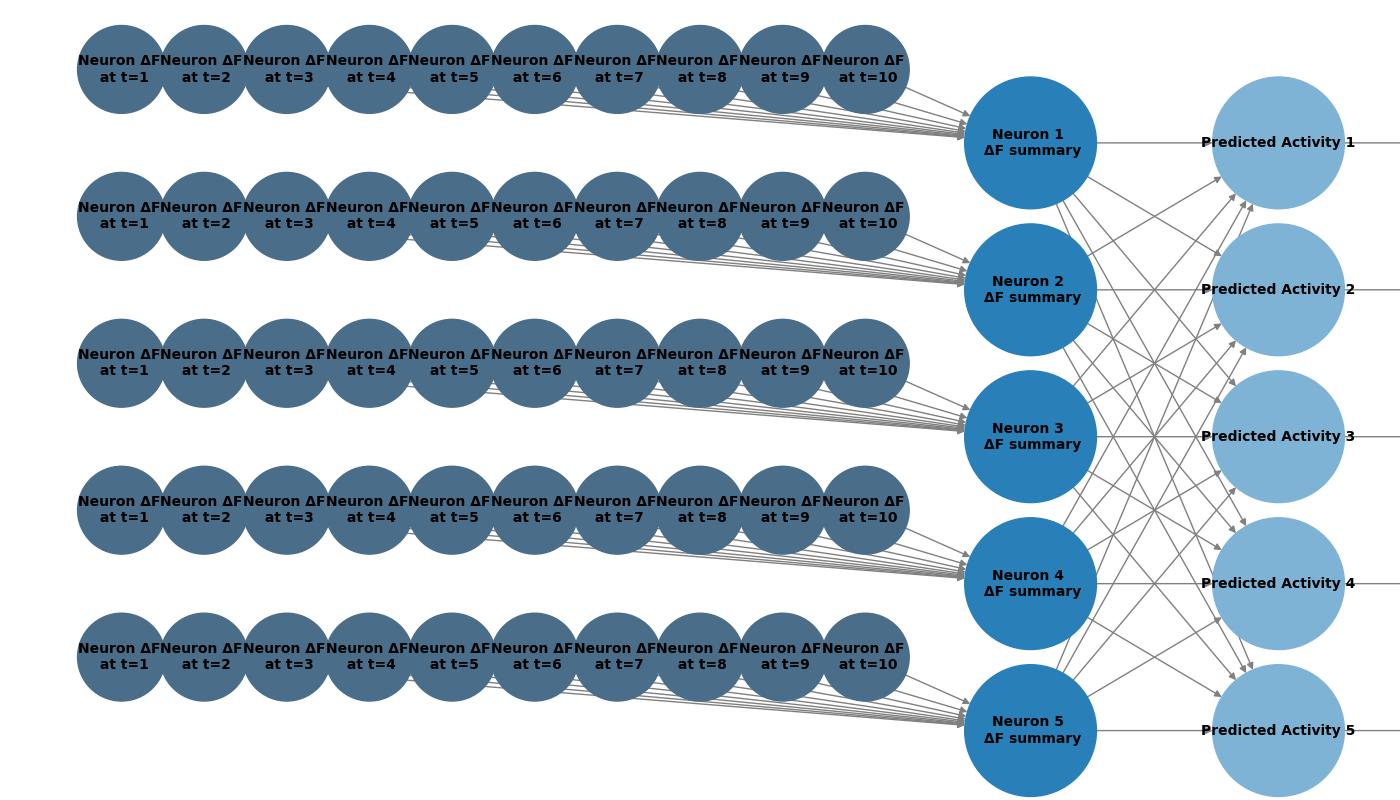 Neuron ΔF Neuron ΔF Neuron ΔF Neuron ΔF Neuron ΔF Neuron ΔF Neuron ΔF Neuron ΔF Neuron ΔF Neuron ΔF
at t=1 at t=2 at t=3 at t=4 at t=5 at t=6 at t=7 at t=8 at t=9 at t=10
Neuron 1
ΔF summary
Predicted Activity 1
Neuron ΔF Neuron ΔF Neuron ΔF Neuron ΔF Neuron ΔF Neuron ΔF Neuron ΔF Neuron ΔF Neuron ΔF Neuron ΔF
at t=1 at t=2 at t=3 at t=4 at t=5 at t=6 at t=7 at t=8 at t=9 at t=10
Neuron 2
ΔF summary
Predicted Activity 2
Neuron ΔF Neuron ΔF Neuron ΔF Neuron ΔF Neuron ΔF Neuron ΔF Neuron ΔF Neuron ΔF Neuron ΔF Neuron ΔF
at t=1 at t=2 at t=3 at t=4 at t=5 at t=6 at t=7 at t=8 at t=9 at t=10
Neuron 3
ΔF summary
Predicted Activity 3
Neuron ΔF Neuron ΔF Neuron ΔF Neuron ΔF Neuron ΔF Neuron ΔF Neuron ΔF Neuron ΔF Neuron ΔF Neuron ΔF
at t=1 at t=2 at t=3 at t=4 at t=5 at t=6 at t=7 at t=8 at t=9 at t=10
Neuron 4
ΔF summary
Predicted Activity 4
Neuron ΔF Neuron ΔF Neuron ΔF Neuron ΔF Neuron ΔF Neuron ΔF Neuron ΔF Neuron ΔF Neuron ΔF Neuron ΔF
at t=1 at t=2 at t=3 at t=4 at t=5 at t=6 at t=7 at t=8 at t=9 at t=10
Neuron 5
ΔF summary
Predicted Activity 5